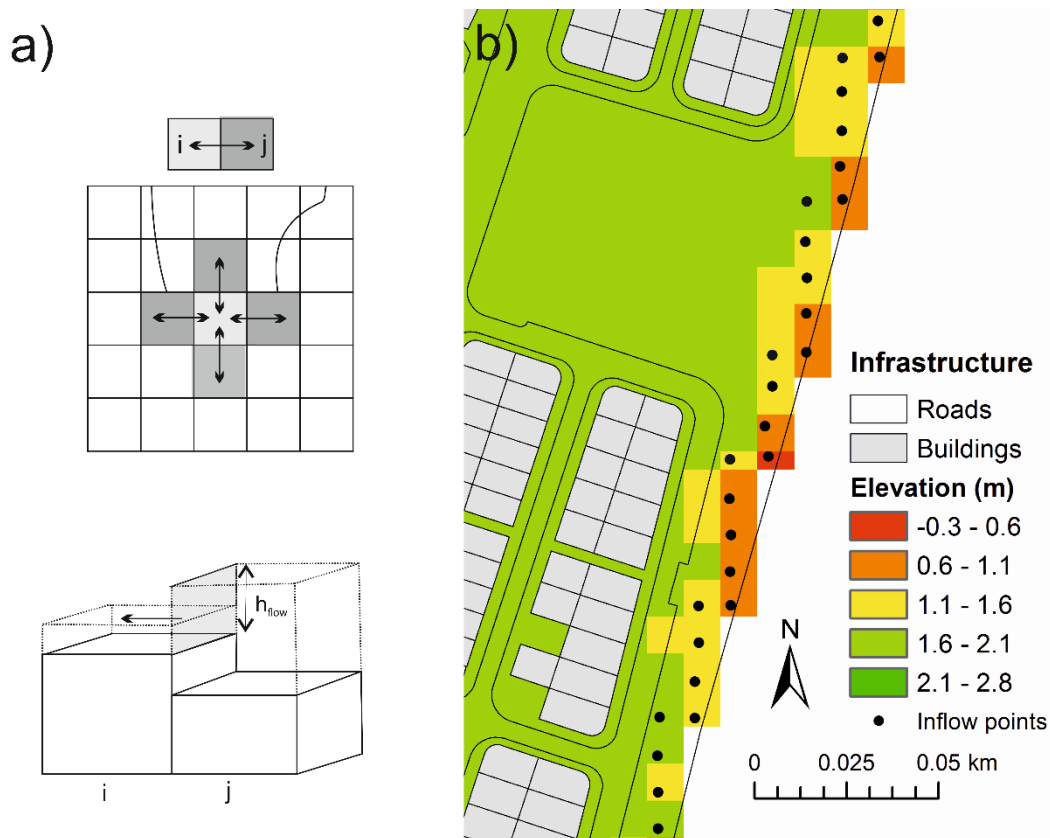 a)
i j
h_flow
i j
b)
Infrastructure
Roads
Buildings
Elevation (m)
-0.3 - 0.6
0.6 - 1.1
1.1 - 1.6
1.6 - 2.1
2.1 - 2.8
Inflow points
N
0 0.025 0.05 km